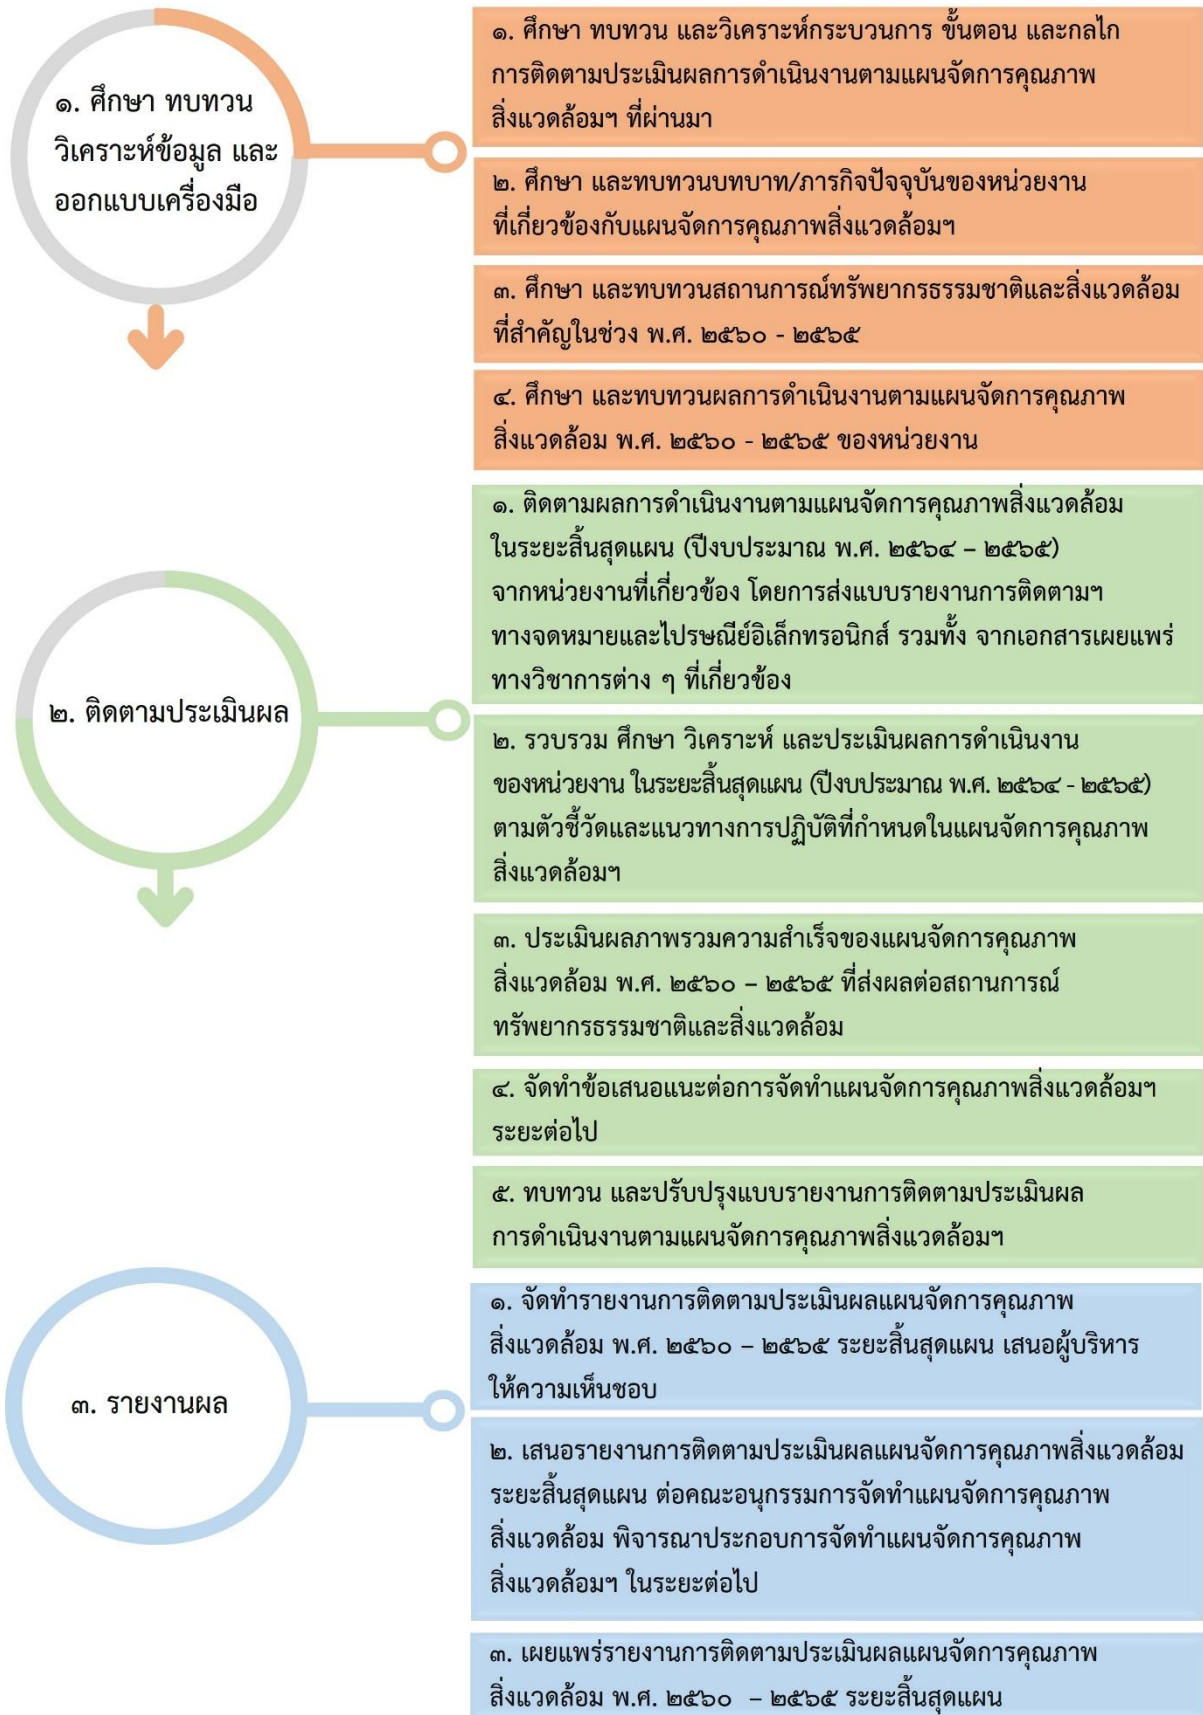 ๑. ศึกษา ทบทวน
วิเคราะห์ข้อมูล และ
ออกแบบเครื่องมือ
๑. ศึกษา ทบทวน และวิเคราะห์กระบวนการ ขั้นตอน และกลไก
การติดตามประเมินผลการดำเนินงานตามแผนจัดการคุณภาพ
สิ่งแวดล้อมฯ ที่ผ่านมา
๒. ศึกษา และทบทวนบทบาท/ภารกิจปัจจุบันของหน่วยงาน
ที่เกี่ยวข้องกับแผนจัดการคุณภาพสิ่งแวดล้อมฯ
๓. ศึกษา และทบทวนสถานการณ์ทรัพยากรธรรมชาติและสิ่งแวดล้อม
ที่สำคัญในช่วง พ.ศ. ๒๕๖๐ - ๒๕๖๕
๔. ศึกษา และทบทวนผลการดำเนินงานตามแผนจัดการคุณภาพ
สิ่งแวดล้อม พ.ศ. ๒๕๖๐ - ๒๕๖๕ ของหน่วยงาน
๒. ติดตามประเมินผล
๑. ติดตามผลการดำเนินงานตามแผนจัดการคุณภาพสิ่งแวดล้อม
ในระยะสิ้นสุดแผน (ปีงบประมาณ พ.ศ. ๒๕๖๔ – ๒๕๖๕)
จากหน่วยงานที่เกี่ยวข้อง โดยการส่งแบบรายงานการติดตามฯ
ทางจดหมายและไปรษณีย์อิเล็กทรอนิกส์ รวมทั้ง จากเอกสารเผยแพร่
ทางวิชาการต่าง ๆ ที่เกี่ยวข้อง
๒. รวบรวม ศึกษา วิเคราะห์ และประเมินผลการดำเนินงาน
ของหน่วยงาน ในระยะสิ้นสุดแผน (ปีงบประมาณ พ.ศ. ๒๕๖๔ - ๒๕๖๕)
ตามตัวชี้วัดและแนวทางการปฏิบัติที่กำหนดในแผนจัดการคุณภาพ
สิ่งแวดล้อมฯ
๓. ประเมินผลภาพรวมความสำเร็จของแผนจัดการคุณภาพ
สิ่งแวดล้อม พ.ศ. ๒๕๖๐ – ๒๕๖๕ ที่ส่งผลต่อสถานการณ์
ทรัพยากรธรรมชาติและสิ่งแวดล้อม
๔. จัดทำข้อเสนอแนะต่อการจัดทำแผนจัดการคุณภาพสิ่งแวดล้อมฯ
ระยะต่อไป
๕. ทบทวน และปรับปรุงแบบรายงานการติดตามประเมินผล
การดำเนินงานตามแผนจัดการคุณภาพสิ่งแวดล้อมฯ
๓. รายงานผล
๑. จัดทำรายงานการติดตามประเมินผลแผนจัดการคุณภาพ
สิ่งแวดล้อม พ.ศ. ๒๕๖๐ – ๒๕๖๕ ระยะสิ้นสุดแผน เสนอผู้บริหาร
ให้ความเห็นชอบ
๒. เสนอรายงานการติดตามประเมินผลแผนจัดการคุณภาพสิ่งแวดล้อม
ระยะสิ้นสุดแผน ต่อคณะอนุกรรมการจัดทำแผนจัดการคุณภาพ
สิ่งแวดล้อม พิจารณาประกอบการจัดทำแผนจัดการคุณภาพ
สิ่งแวดล้อมฯ ในระยะต่อไป
๓. เผยแพร่รายงานการติดตามประเมินผลแผนจัดการคุณภาพ
สิ่งแวดล้อม พ.ศ. ๒๕๖๐ – ๒๕๖๕ ระยะสิ้นสุดแผน